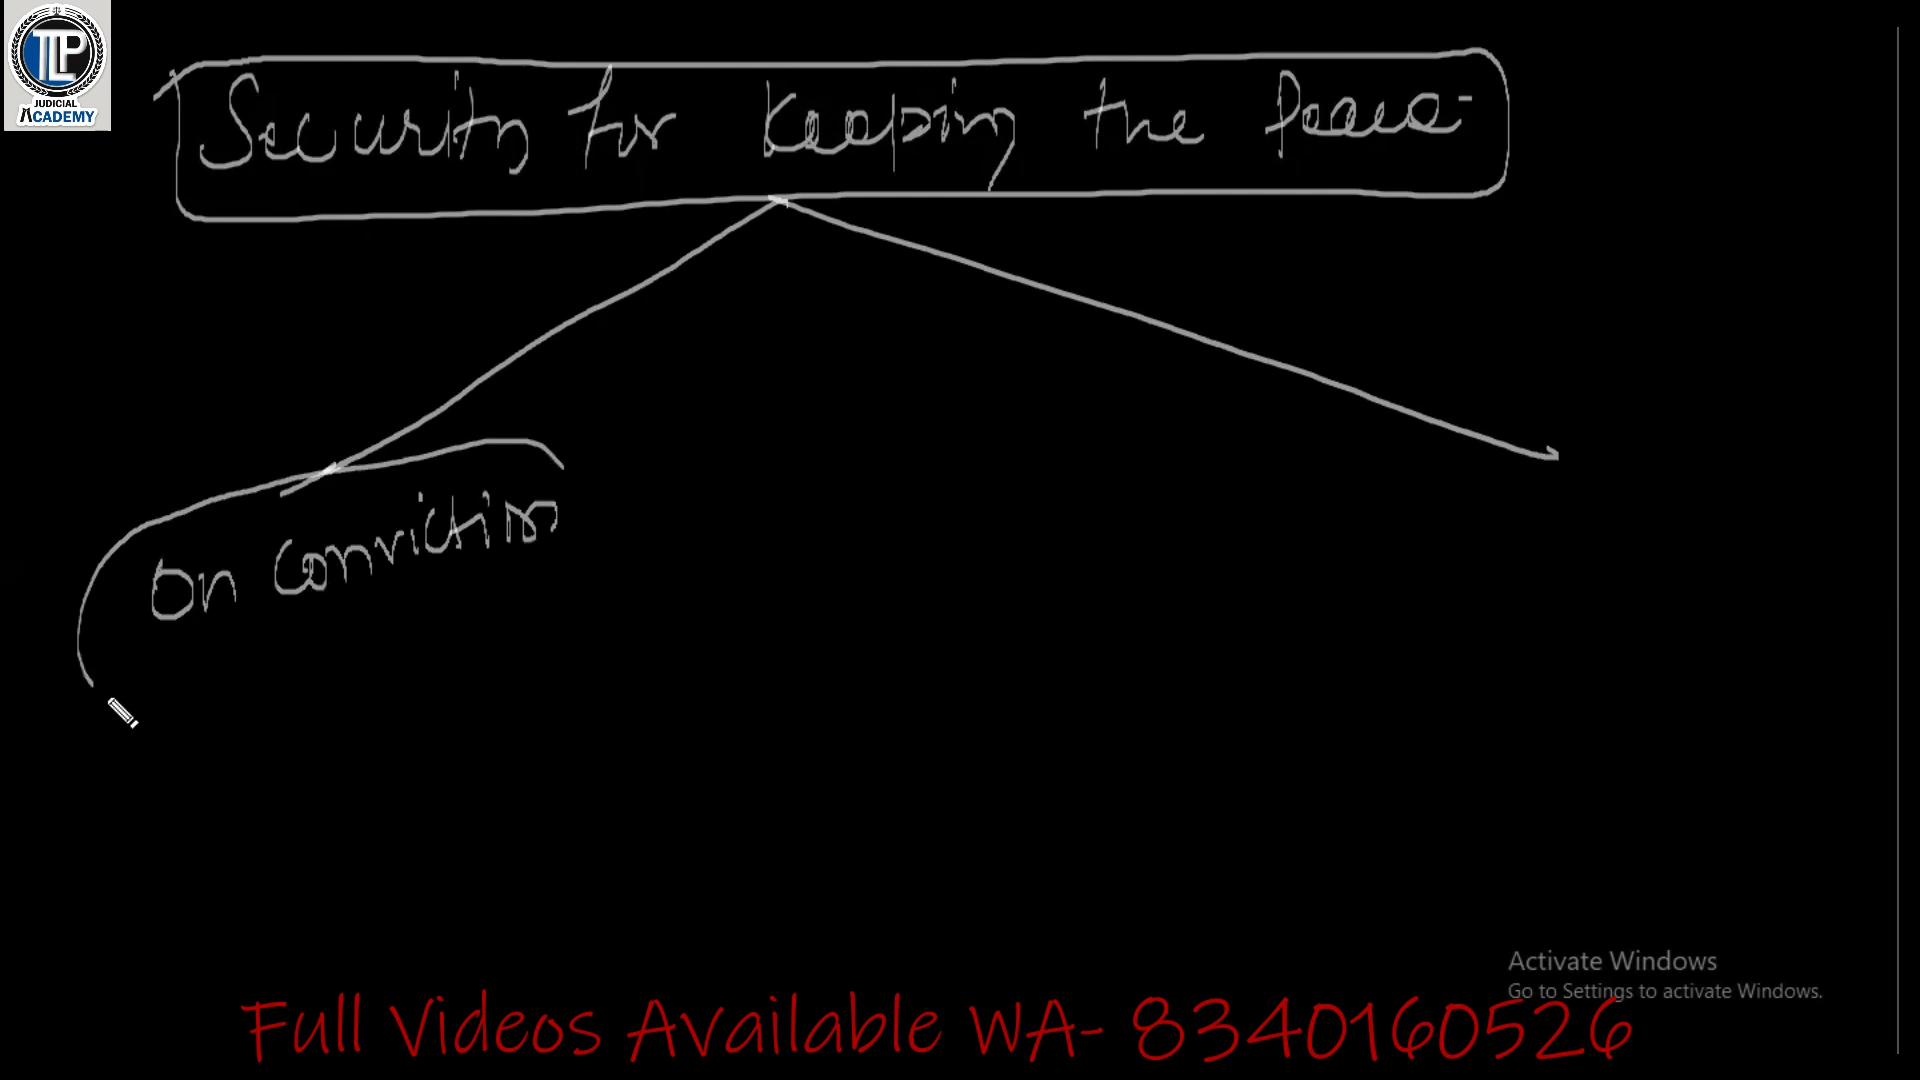 TLP
JUDICIAL
ACADEMY
Security for Keeping the Peace
On Conviction
Activate Windows
Go to Settings to activate Windows.
Full Videos Available WA- 8340160526